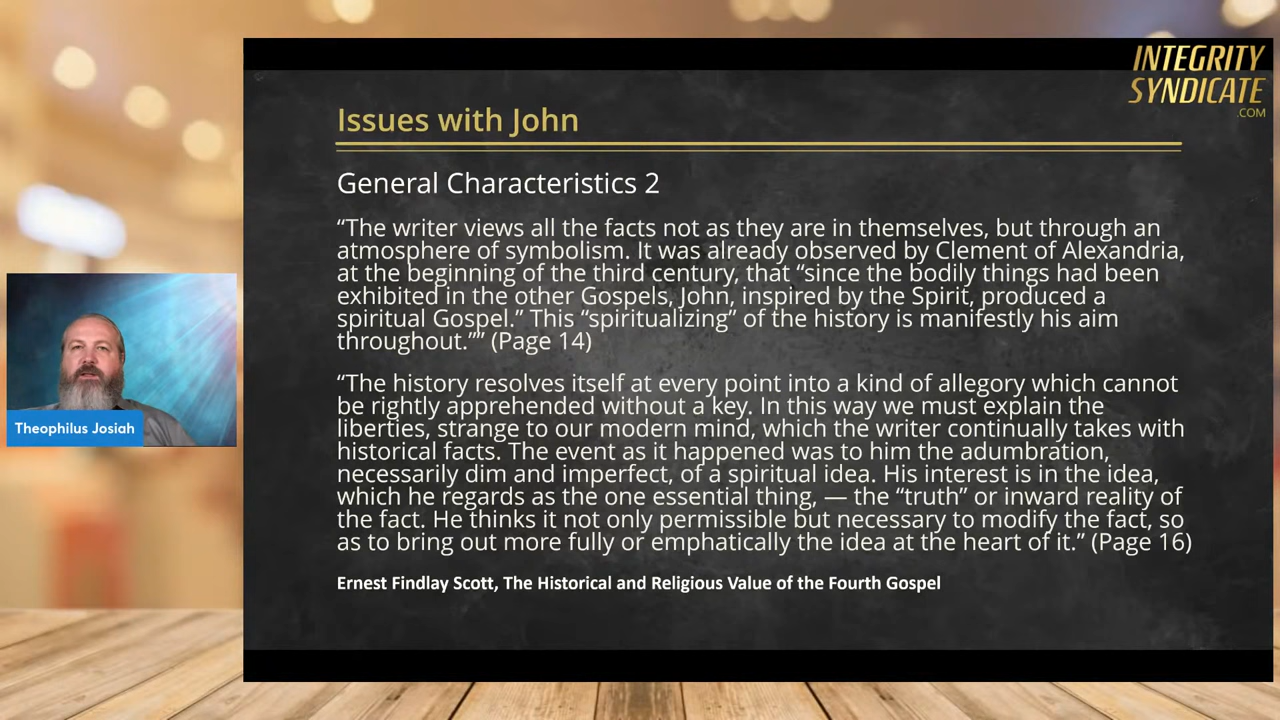 INTEGRITY
SYNDICATE
.COM
Issues with John
General Characteristics 2
“The writer views all the facts not as they are in themselves, but through an
atmosphere of symbolism. It was already observed by Clement of Alexandria,
at the beginning of the third century, that “since the bodily things had been
exhibited in the other Gospels, John, inspired by the Spirit, produced a
spiritual Gospel.” This “spiritualizing” of the history is manifestly his aim
throughout.”” (Page 14)
“The history resolves itself at every point into a kind of allegory which cannot
be rightly apprehended without a key. In this way we must explain the
liberties, strange to our modern mind, which the writer continually takes with
historical facts. The event as it happened was to him the adumbration,
necessarily dim and imperfect, of a spiritual idea. His interest is in the idea,
which he regards as the one essential thing, — the “truth” or inward reality of
the fact. He thinks it not only permissible but necessary to modify the fact, so
as to bring out more fully or emphatically the idea at the heart of it.” (Page 16)
Ernest Findlay Scott, The Historical and Religious Value of the Fourth Gospel
Theophilus Josiah